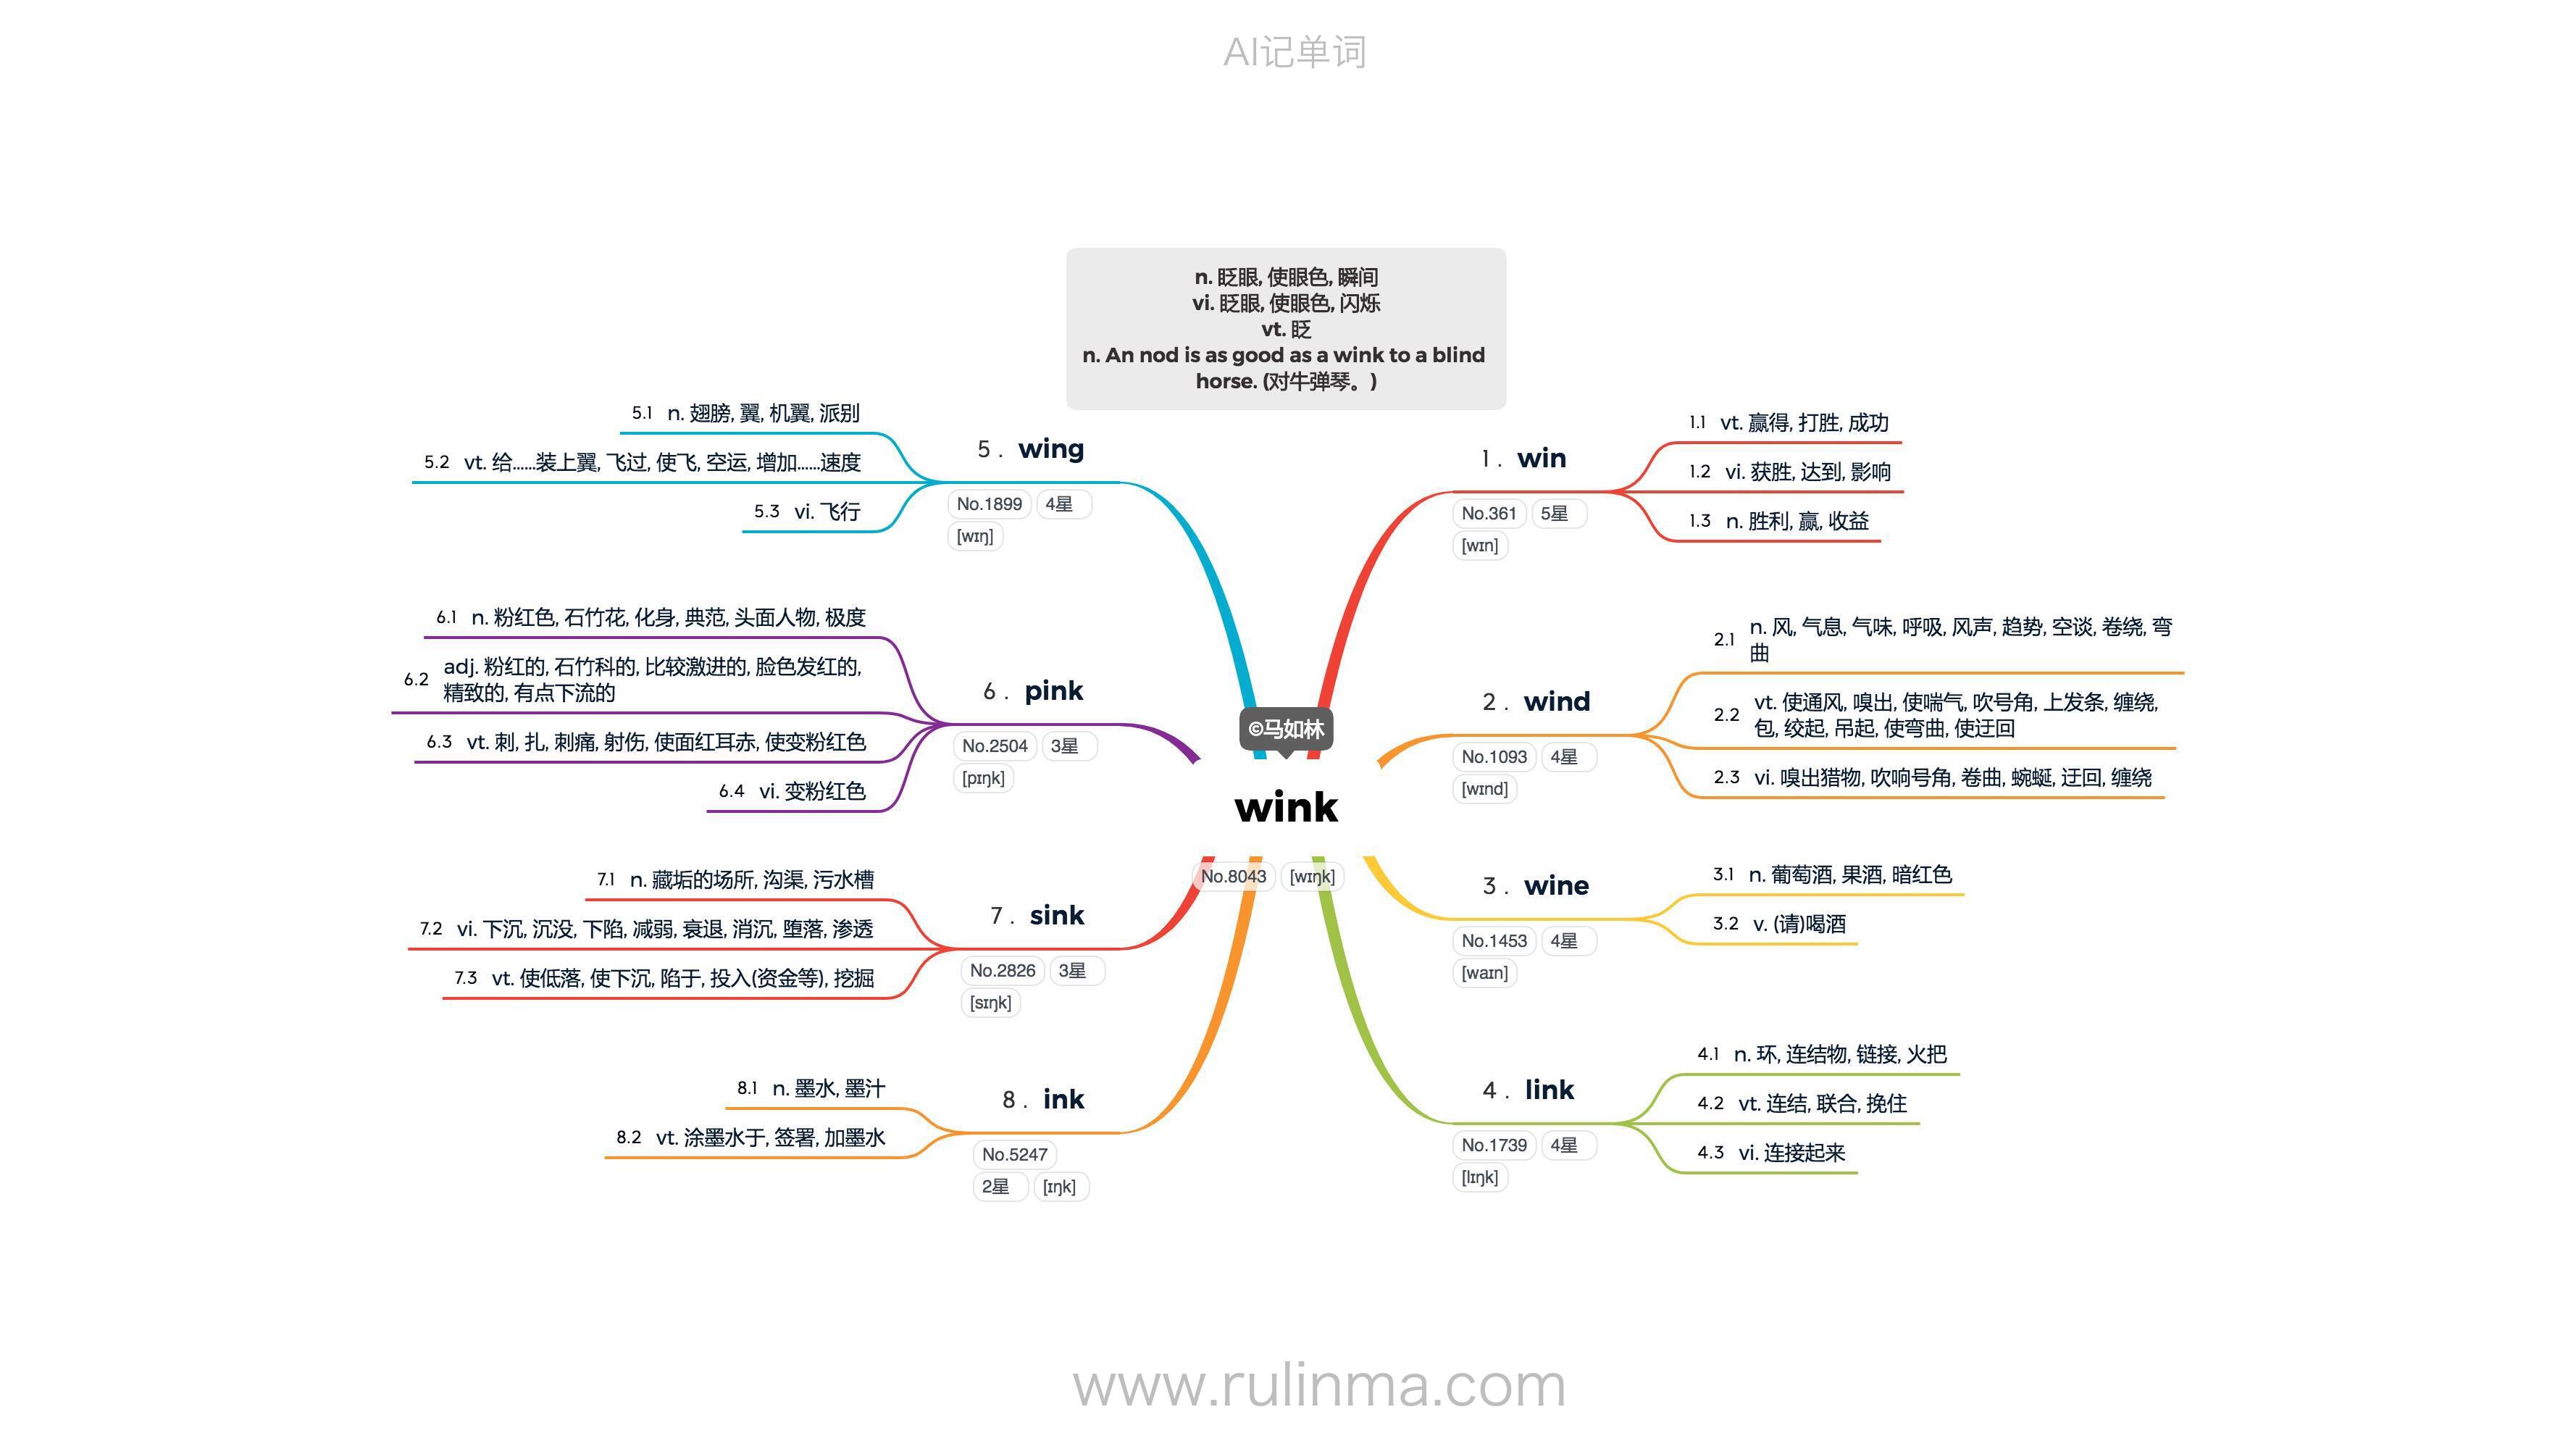 AI记单词
n. 眨眼, 使眼色, 瞬间
vi. 眨眼, 使眼色, 闪烁
vt. 眨
n. An nod is as good as a wink to a blind
horse. (对牛弹琴。)
©马如林
wink
No.8043 [wɪŋk]
1 . win
No.361 5星
[wɪn]
1.1 vt. 赢得, 打胜, 成功
1.2 vi. 获胜, 达到, 影响
1.3 n. 胜利, 赢, 收益
2 . wind
No.1093 4星
[wɪnd]
2.1 n. 风, 气息, 气味, 呼吸, 风声, 趋势, 空谈, 卷绕, 弯
曲
2.2 vt. 使通风, 嗅出, 使喘气, 吹号角, 上发条, 缠绕,
包, 绞起, 吊起, 使弯曲, 使迂回
2.3 vi. 嗅出猎物, 吹响号角, 卷曲, 蜿蜒, 迂回, 缠绕
3 . wine
No.1453 4星
[waɪn]
3.1 n. 葡萄酒, 果酒, 暗红色
3.2 v. (请)喝酒
4 . link
No.1739 4星
[lɪŋk]
4.1 n. 环, 连结物, 链接, 火把
4.2 vt. 连结, 联合, 挽住
4.3 vi. 连接起来
5 . wing
No.1899 4星
[wɪŋ]
5.1 n. 翅膀, 翼, 机翼, 派别
5.2 vt. 给......装上翼, 飞过, 使飞, 空运, 增加......速度
5.3 vi. 飞行
6 . pink
No.2504 3星
[pɪŋk]
6.1 n. 粉红色, 石竹花, 化身, 典范, 头面人物, 极度
6.2 adj. 粉红的, 石竹科的, 比较激进的, 脸色发红的,
精致的, 有点下流的
6.3 vt. 刺, 扎, 刺痛, 射伤, 使面红耳赤, 使变粉红色
6.4 vi. 变粉红色
7 . sink
No.2826 3星
[sɪŋk]
7.1 n. 藏垢的场所, 沟渠, 污水槽
7.2 vi. 下沉, 沉没, 下陷, 减弱, 衰退, 消沉, 堕落, 渗透
7.3 vt. 使低落, 使下沉, 陷于, 投入(资金等), 挖掘
8 . ink
No.5247
2星 [ɪŋk]
8.1 n. 墨水, 墨汁
8.2 vt. 涂墨水于, 签署, 加墨水
www.rulinma.com